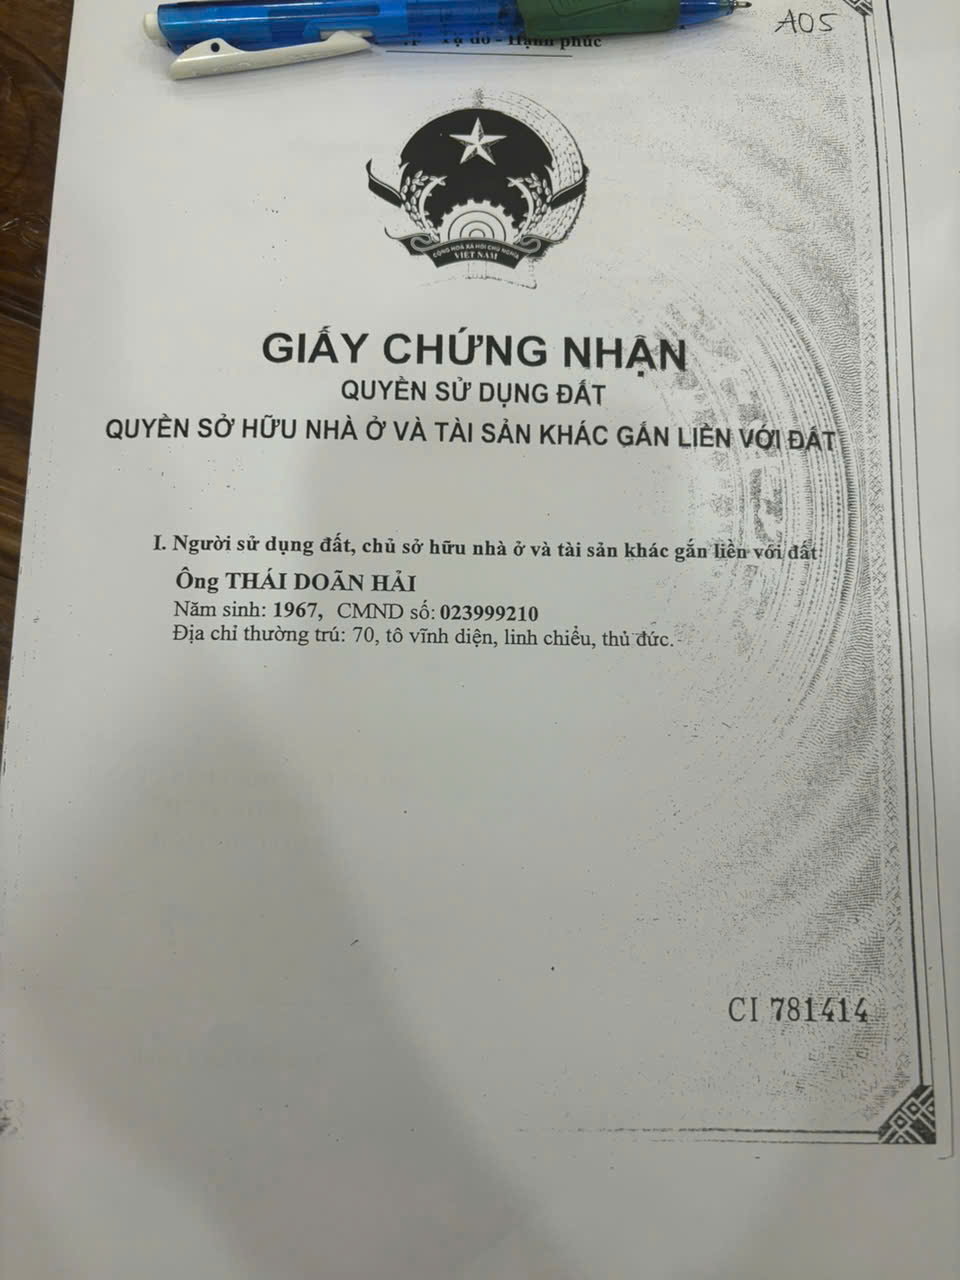 A05
Tự do - Hạnh phúc
CỘNG HOÀ XÃ HỘI CHỦ NGHĨA
VIỆT NAM
GIẤY CHỨNG NHẬN
QUYỀN SỬ DỤNG ĐẤT
QUYỀN SỞ HỮU NHÀ Ở VÀ TÀI SẢN KHÁC GẮN LIỀN VỚI ĐẤT
I. Người sử dụng đất, chủ sở hữu nhà ở và tài sản khác gắn liền với đất
Ông THÁI DOÃN HẢI
Năm sinh: 1967, CMND số: 023999210
Địa chỉ thường trú: 70, tô vĩnh diện, linh chiểu, thủ đức.
CI 781414